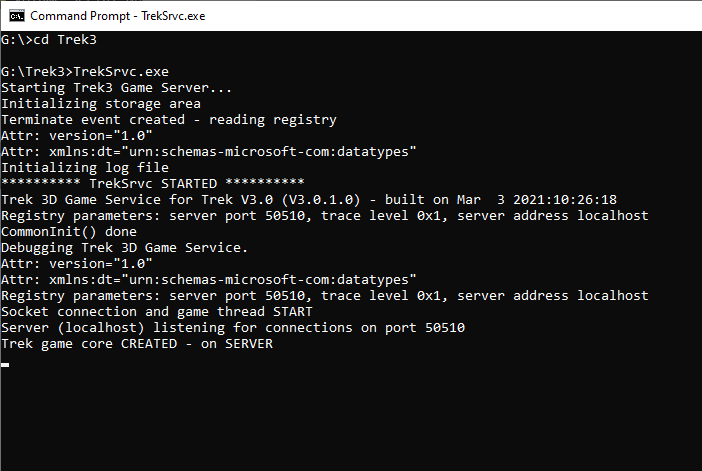 Command Prompt - TrekSrvc.exe
G:\>cd Trek3
G:\Trek3>TrekSrvc.exe
Starting Trek3 Game Server...
Initializing storage area
Terminate event created - reading registry
Attr: version="1.0"
Attr: xmlns:dt="urn:schemas-microsoft-com:datatypes"
Initializing log file
********** TrekSrvc STARTED **********
Trek 3D Game Service for Trek V3.0 (V3.0.1.0) - built on Mar  3 2021:10:26:18
Registry parameters: server port 50510, trace level 0x1, server address localhost
CommonInit() done
Debugging Trek 3D Game Service.
Attr: version="1.0"
Attr: xmlns:dt="urn:schemas-microsoft-com:datatypes"
Registry parameters: server port 50510, trace level 0x1, server address localhost
Socket connection and game thread START
Server (localhost) listening for connections on port 50510
Trek game core CREATED - on SERVER